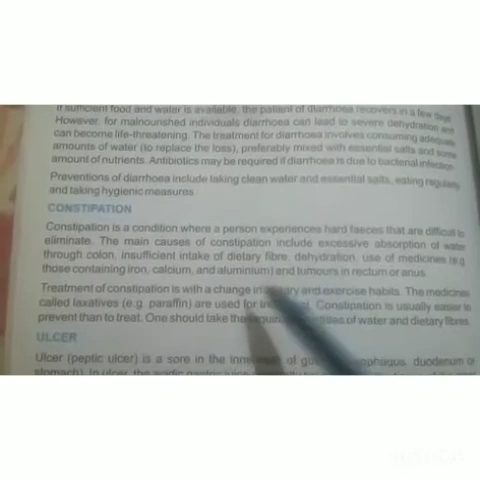 If sufficient food and water is available, the patient of diarrhoea recovers in a few days.
However, for malnourished individuals diarrhoea can lead to severe dehydration and
can become life-threatening. The treatment for diarrhoea involves consuming adequate
amounts of water (to replace the loss), preferably mixed with essential salts and some
amount of nutrients. Antibiotics may be required if diarrhoea is due to bacterial infection.
Preventions of diarrhoea include taking clean water and essential salts, eating regularly
and taking hygienic measures
CONSTIPATION
Constipation is a condition where a person experiences hard faeces that are difficult to
eliminate. The main causes of constipation include excessive absorption of water
through colon, insufficient intake of dietary fibre, dehydration, use of medicines (e.g.
those containing iron, calcium, and aluminium) and tumours in rectum or anus.
Treatment of constipation is with a change in and exercise habits. The medicines
called laxatives (e.g. paraffin) are used for Constipation is usually easier to
prevent than to treat. One should take the of water and dietary fibres
ULCER
Ulcer (peptic ulcer) is a sore in the inner of duodenum or
stomach). In ulcer, the acidic gastric juice